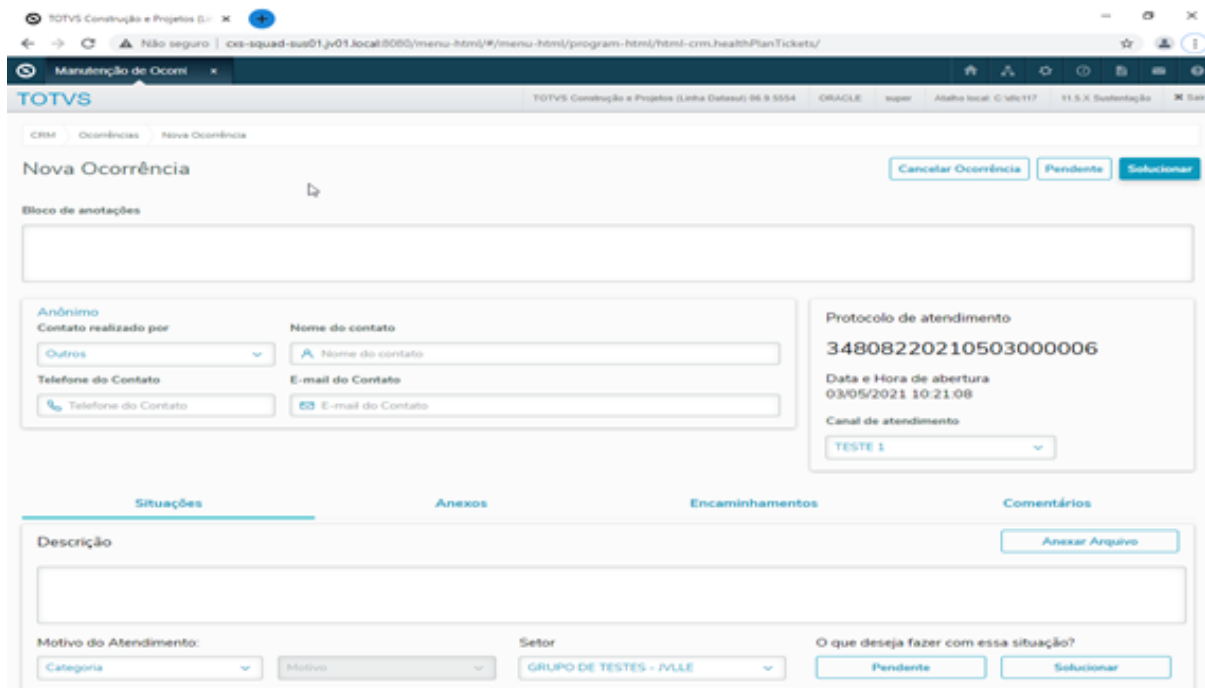 TOTVS Construção e Projetos (Li
Não seguro | cxs-squad-sus01.jv01.local:8080/menu-html/#/menu-html/program-html/html-crm.healthPlanTickets/
Manutenção de Ocorri
TOTVS
TOTVS Construção e Projetos (Linha Datasul) 06.9.5554 ORACLE super Atalho local: 11.5.X Sustentação Sair
CRM Ocorrências Nova Ocorrência
Nova Ocorrência
Cancelar Ocorrência Pendente Solucionar
Bloco de anotações
Anônimo
Contato realizado por Nome do contato
Outros Nome do contato
Telefone do Contato E-mail do Contato
Telefone do Contato E-mail do Contato
Protocolo de atendimento
34808220210503000006
Data e Hora de abertura
03/05/2021 10:21:08
Canal de atendimento
TESTE 1
Situações Anexos Encaminhamentos Comentários
Descrição Anexar Arquivo
Motivo do Atendimento: Setor O que deseja fazer com essa situação?
Categoria Motivo GRUPO DE TESTES - JVLLE Pendente Solucionar